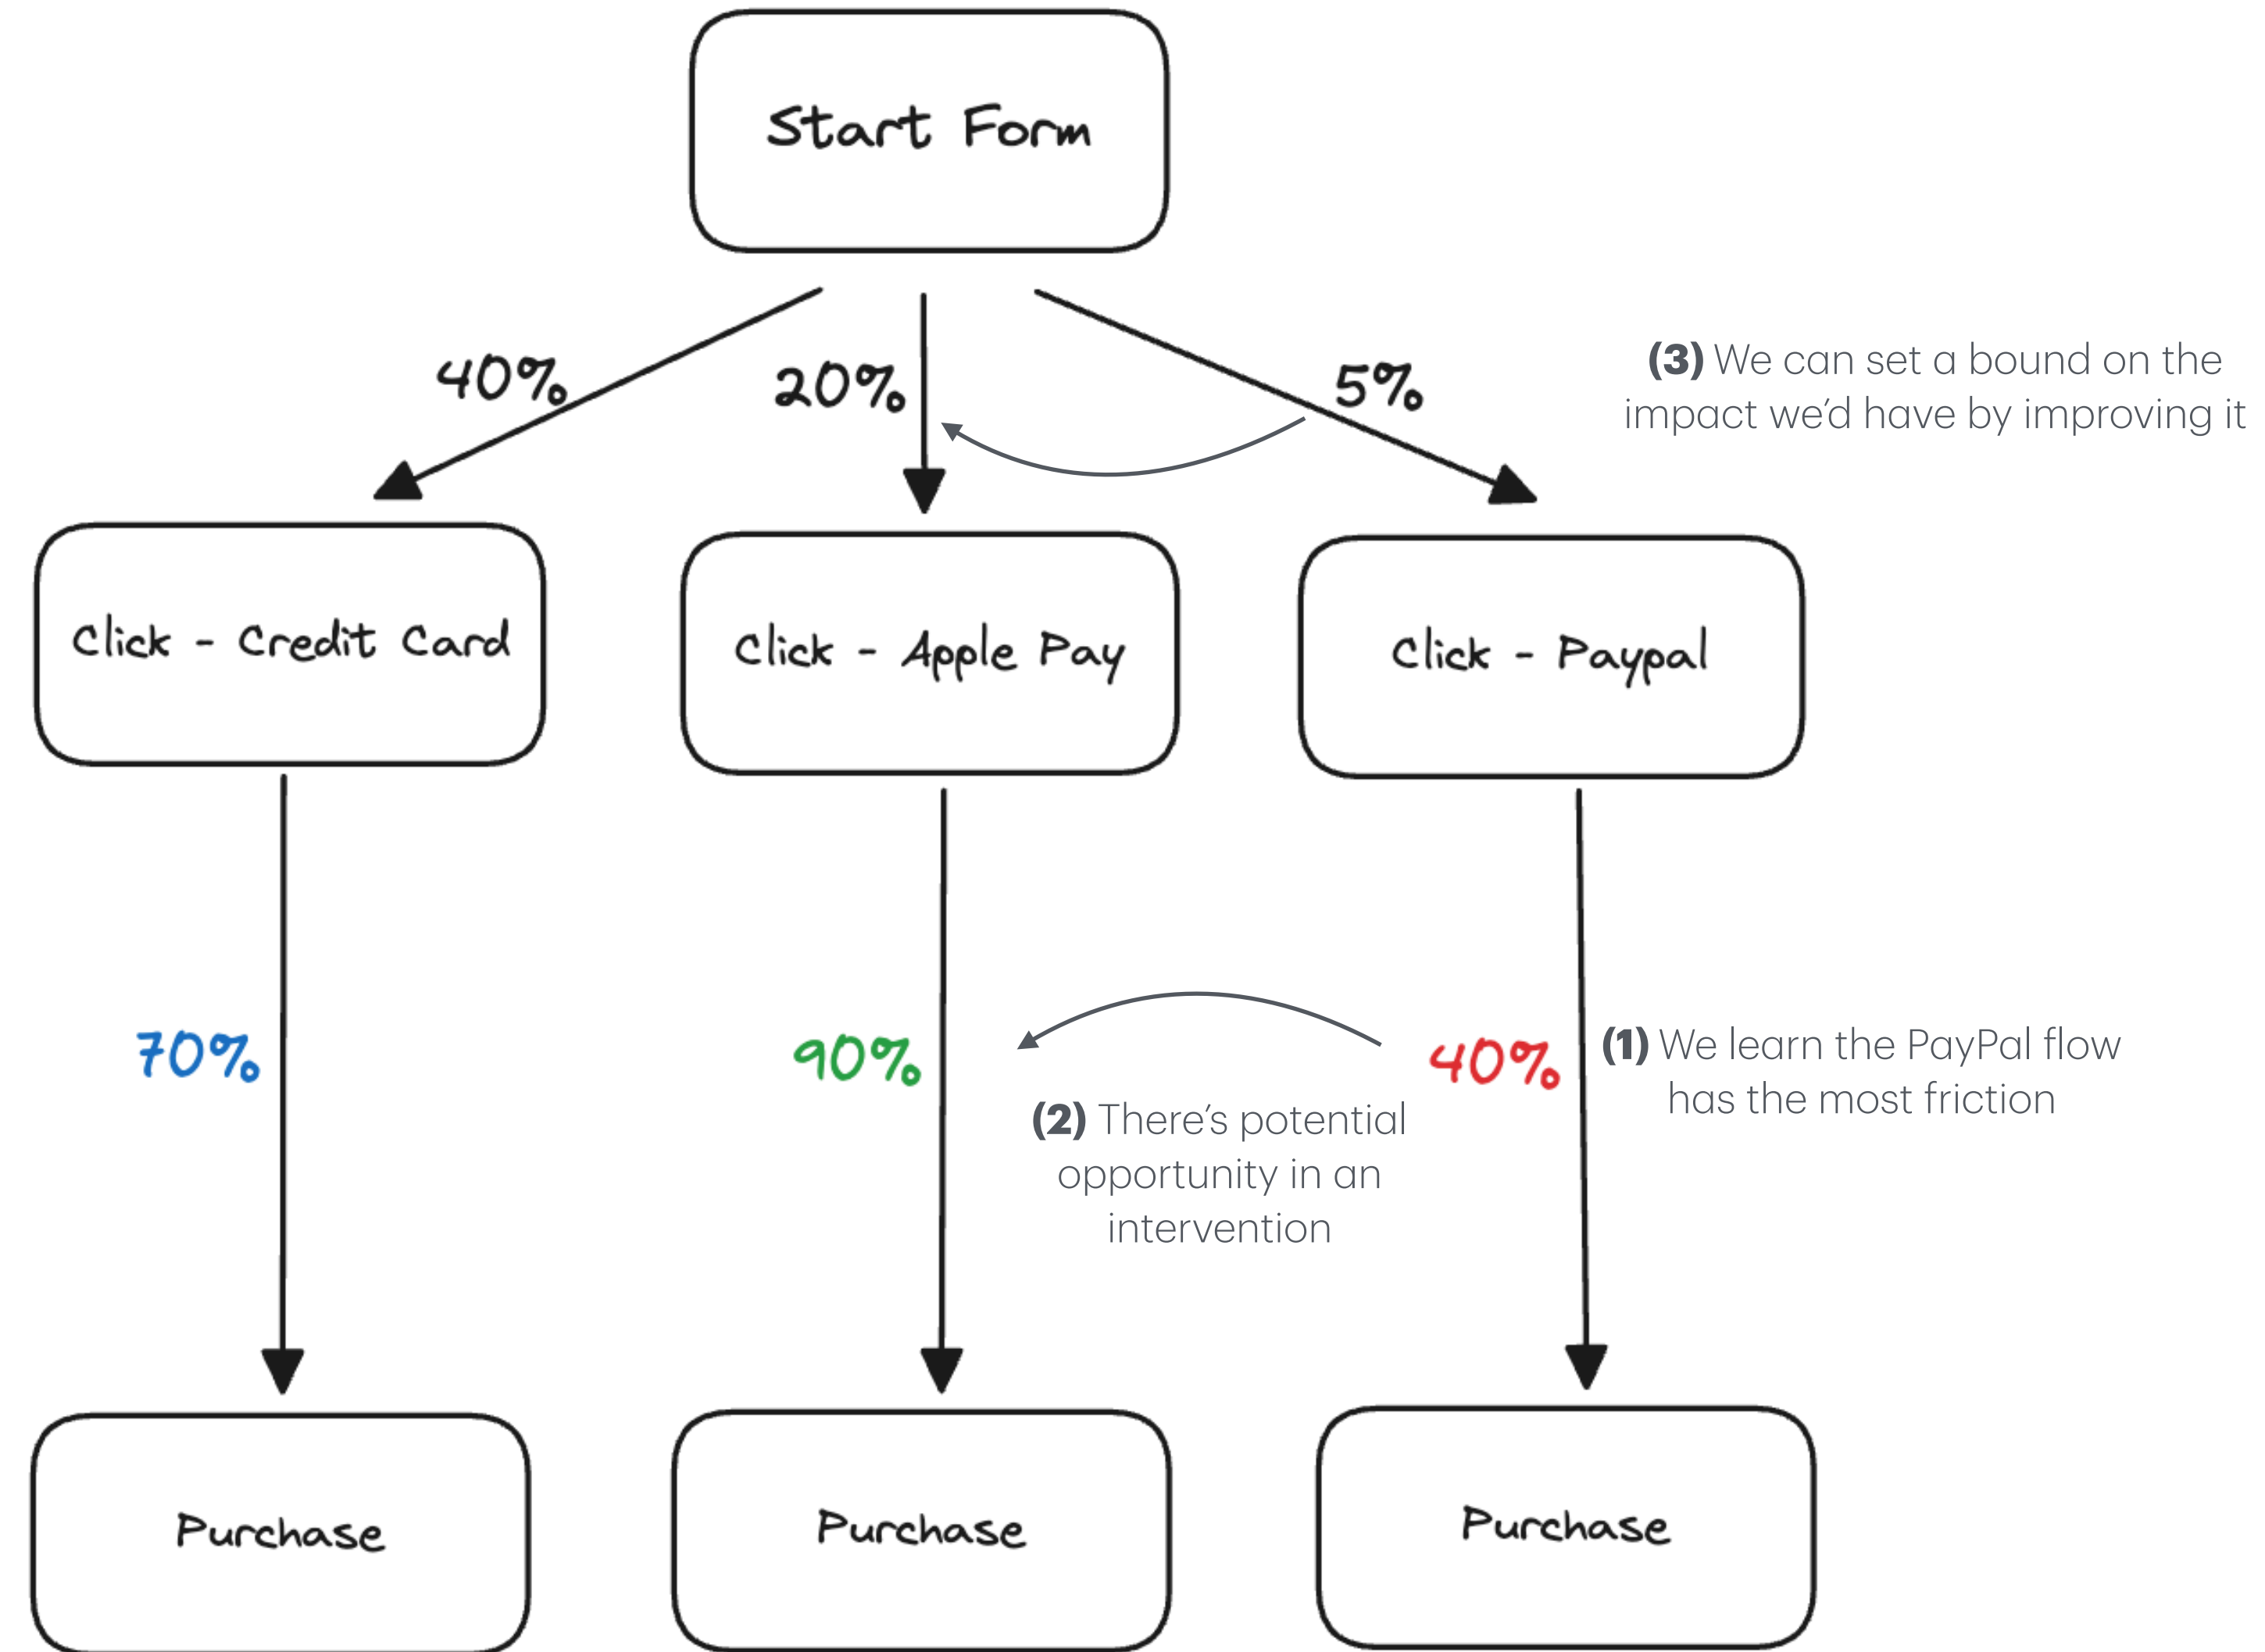 Start Form
40%
20%
5%
(3) We can set a bound on the
impact we’d have by improving it
Click - Credit Card
Click - Apple Pay
Click - Paypal
70%
90%
40%
(1) We learn the PayPal flow
has the most friction
(2) There’s potential
opportunity in an
intervention
Purchase
Purchase
Purchase